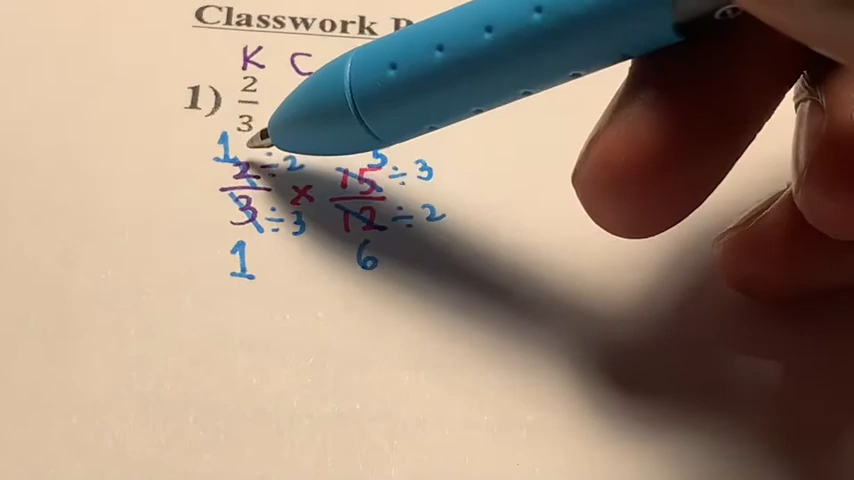 Classwork
K C
1) 2
3
1 5
2 ÷ 2 15 ÷ 3
×
3 ÷ 3 12 ÷ 2
1 6